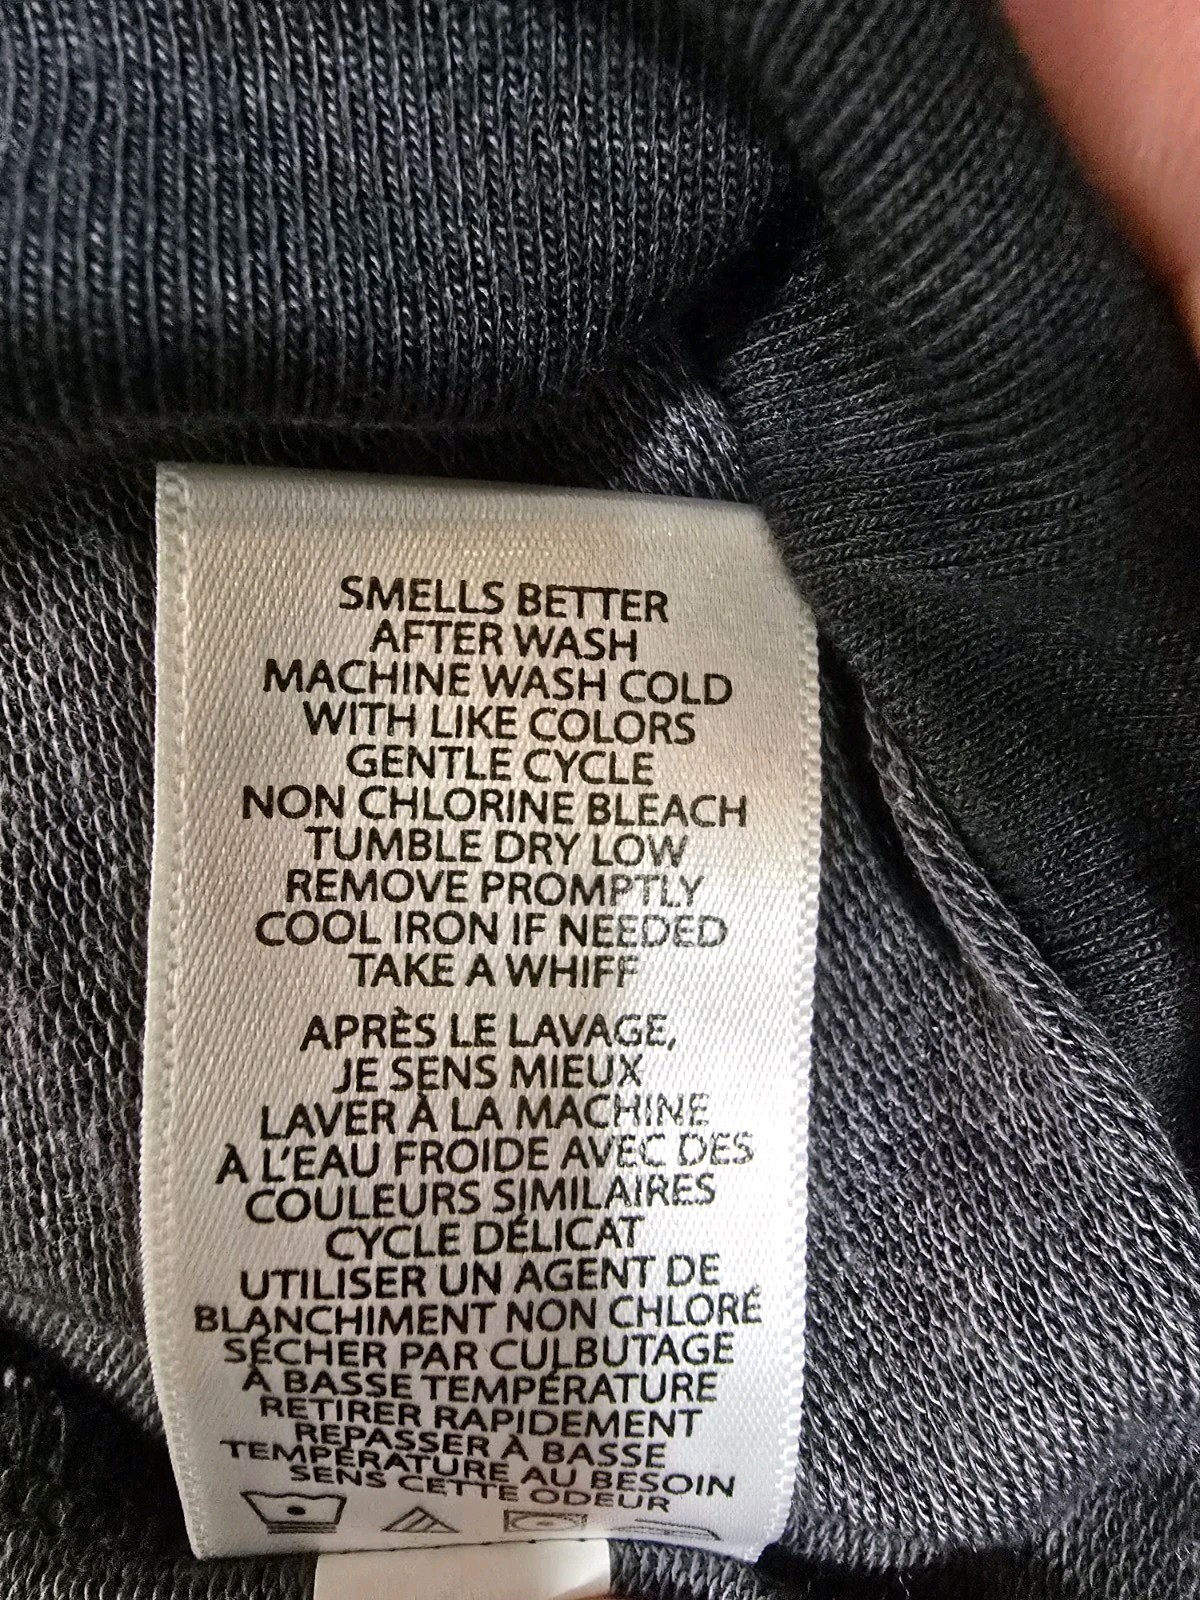 SMELLS BETTER
AFTER WASH
MACHINE WASH COLD
WITH LIKE COLORS
GENTLE CYCLE
NON CHLORINE BLEACH
TUMBLE DRY LOW
REMOVE PROMPTLY
COOL IRON IF NEEDED
TAKE A WHIFF
APRÈS LE LAVAGE,
JE SENS MIEUX
LAVER À LA MACHINE
À L'EAU FROIDE AVEC DES
COULEURS SIMILAIRES
CYCLE DÉLICAT
UTILISER UN AGENT DE
BLANCHIMENT NON CHLORÉ
SÉCHER PAR CULBUTAGE
À BASSE TEMPÉRATURE
RETIRER RAPIDEMENT
REPASSER À BASSE
TEMPÉRATURE AU BESOIN
SENS CETTE ODEUR